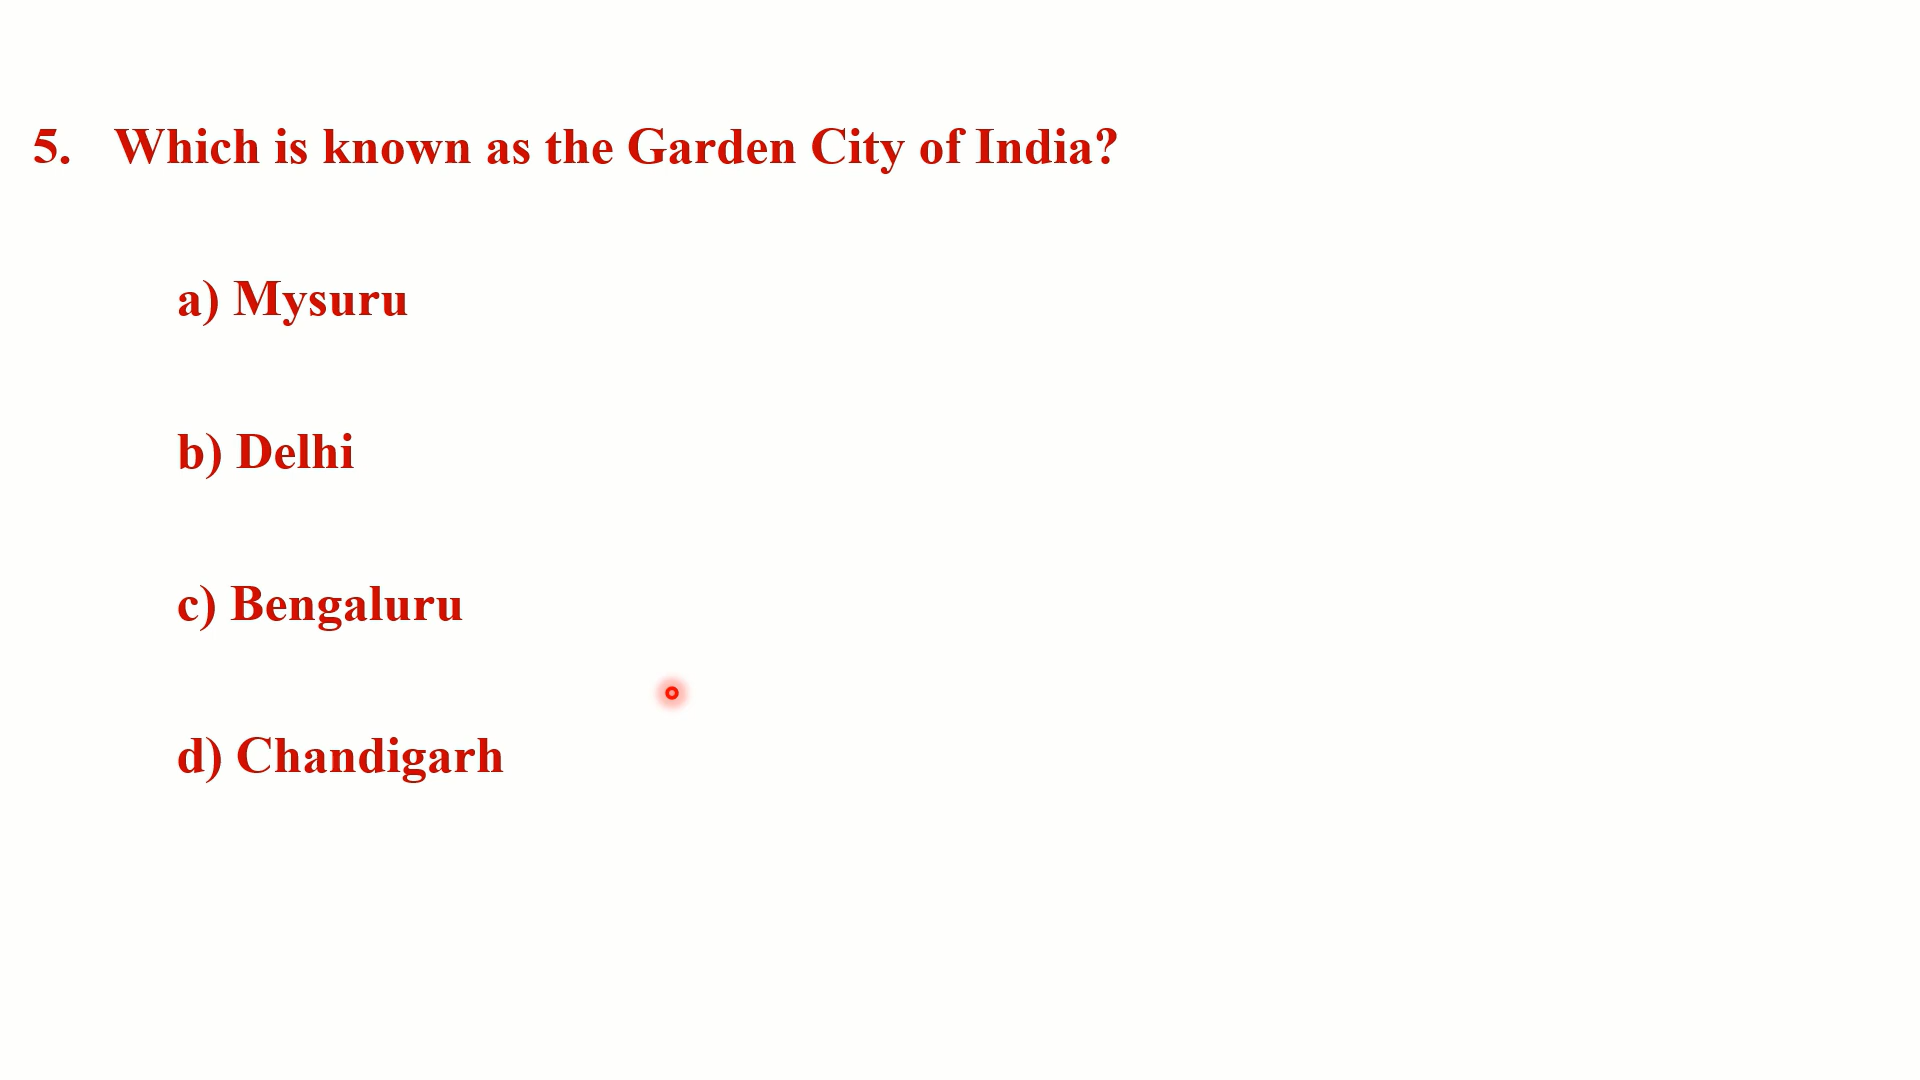 5. Which is known as the Garden City of India?
a) Mysuru
b) Delhi
c) Bengaluru
d) Chandigarh